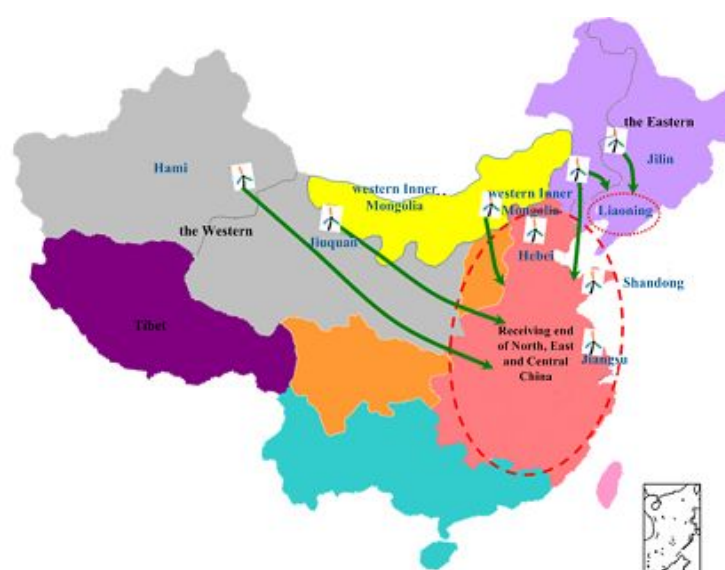 the Eastern
Jilin
Hami
western Inner
Mongolia
western Inner
Mongolia
Liaoning
the Western
Jiuquan
Hebei
Shandong
Tibet
Receiving end
of North, East
and Central
China
Jiangsu